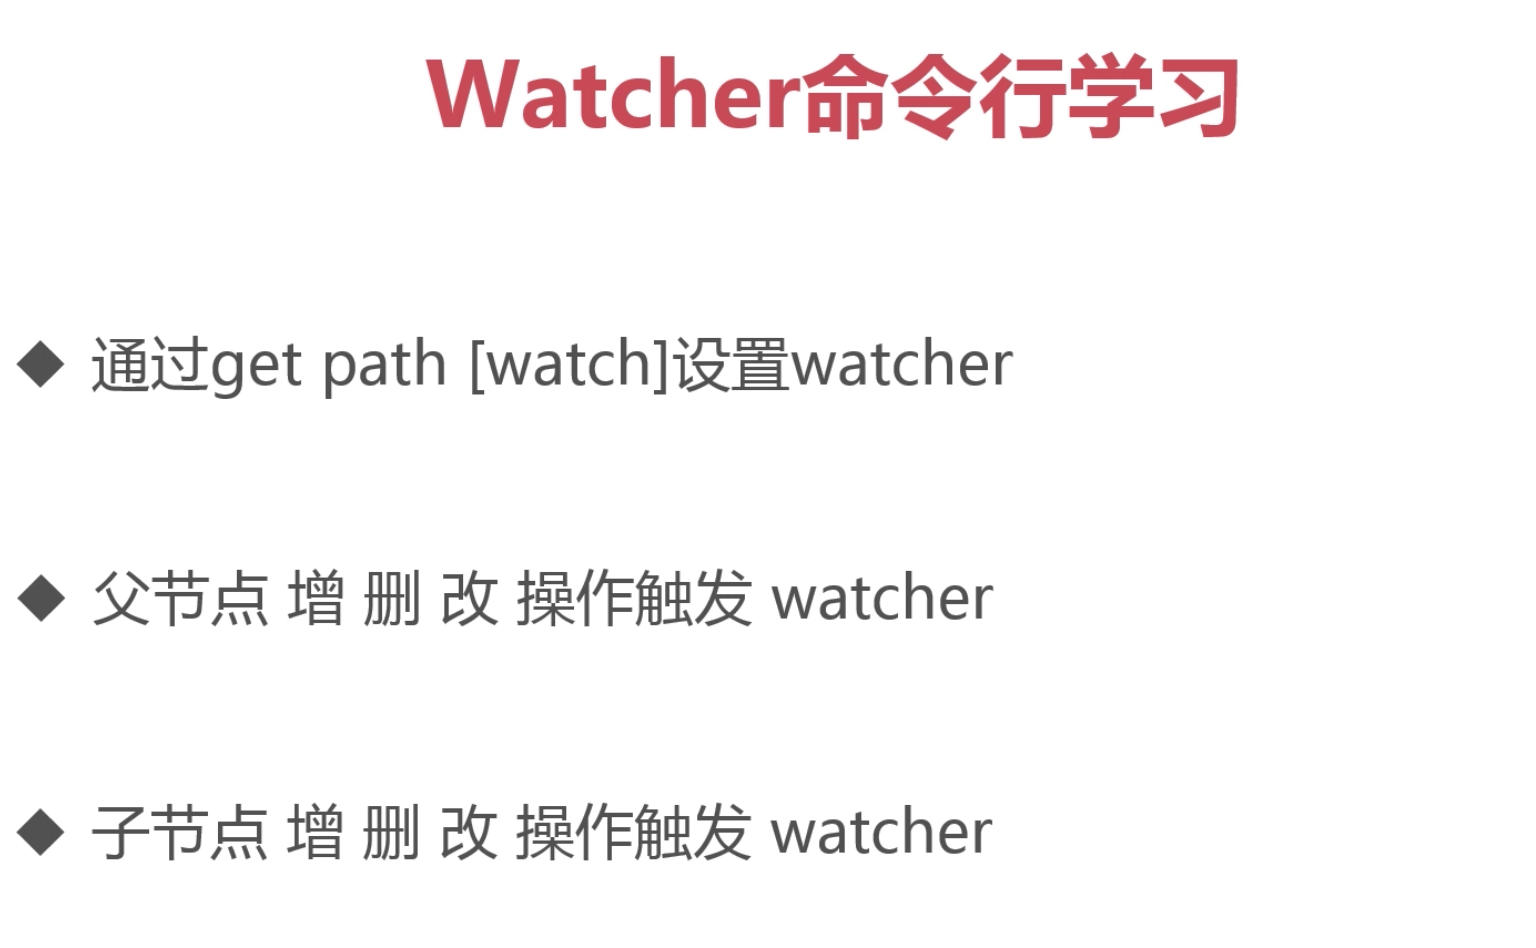 Watcher命令行学习
◆ 通过get path [watch]设置watcher
◆ 父节点 增 删 改 操作触发 watcher
◆ 子节点 增 删 改 操作触发 watcher